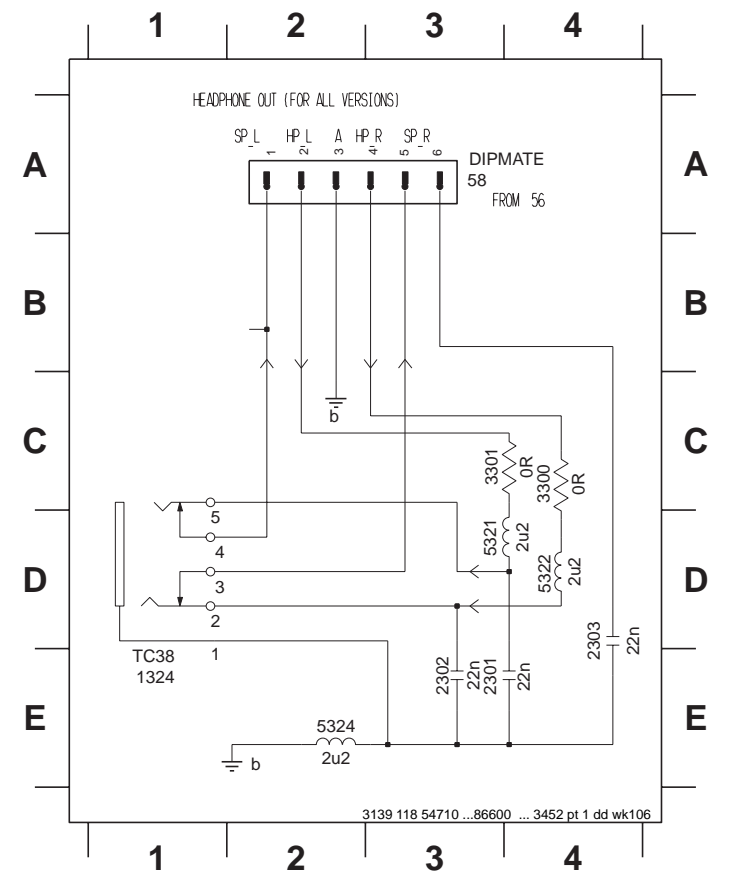 1 2 3 4
HEADPHONE OUT (FOR ALL VERSIONS)
SP_L HP_L A HP_R SP_R
1 2 3 4 5 6
DIPMATE
58
FROM 56
A A
B B
b
C C
3301
0R
3300
0R
5
4
5321
2u2
5322
2u2
D D
3
2
1
TC38
1324
2303
22n
2302
22n
2301
22n
E E
5324
2u2
b
3139 118 54710 ...86600 ... 3452 pt 1 dd wk106
1 2 3 4